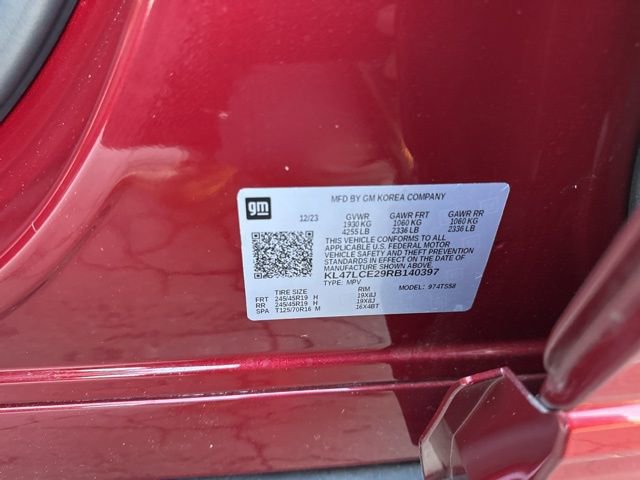 gm
MFD BY GM KOREA COMPANY
12/23 GVWR GAWR FRT GAWR RR
1930 KG 1060 KG 1060 KG
4255 LB 2336 LB 2336 LB
THIS VEHICLE CONFORMS TO ALL
APPLICABLE U.S. FEDERAL MOTOR
VEHICLE SAFETY AND THEFT PREVENTION
STANDARDS IN EFFECT ON THE DATE OF
MANUFACTURE SHOWN ABOVE.
KL47LCE29RB140397
TYPE: MPV MODEL: 974TS58
TIRE SIZE RIM
FRT 245/45R19 H 19X8J
RR 245/45R19 H 19X8J
SPA T125/70R16 M 16X4BT